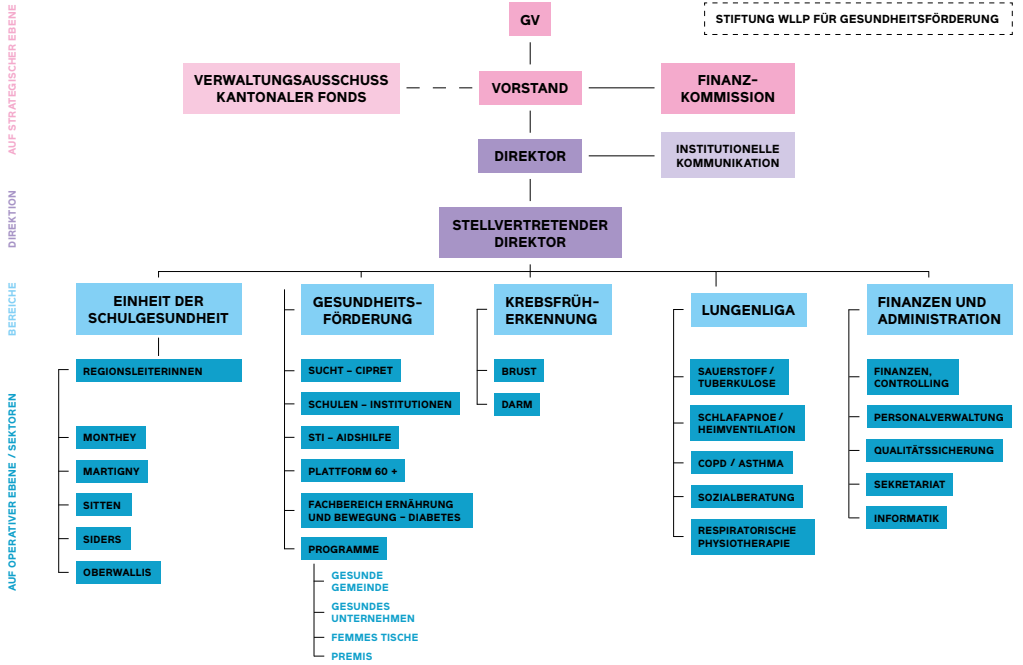 STIFTUNG WLLP FÜR GESUNDHEITSFÖRDERUNG
AUF STRATEGISCHER EBENE
GV
VERWALTUNGSAUSSCHUSS
KANTONALER FONDS
VORSTAND
FINANZ–
KOMMISSION
DIREKTION
DIREKTOR
INSTITUTIONELLE
KOMMUNIKATION
STELLVERTRETENDER
DIREKTOR
BEREICHE
EINHEIT DER
SCHULGESUNDHEIT
GESUNDHEITS–
FÖRDERUNG
KREBSFRÜH–
ERKENNUNG
LUNGENLIGA
FINANZEN UND
ADMINISTRATION
AUF OPERATIVER EBENE / SEKTOREN
REGIONSLEITERINNEN
MONTHEY
MARTIGNY
SITTEN
SIDERS
OBERWALLIS
SUCHT – CIPRET
SCHULEN – INSTITUTIONEN
STI – AIDSHILFE
PLATTFORM 60 +
FACHBEREICH ERNÄHRUNG
UND BEWEGUNG – DIABETES
PROGRAMME
GESUNDE
GEMEINDE
GESUNDES
UNTERNEHMEN
FEMMES TISCHE
PREMIS
BRUST
DARM
SAUERSTOFF /
TUBERKULOSE
SCHLAFAPNOE /
HEIMVENTILATION
COPD / ASTHMA
SOZIALBERATUNG
RESPIRATORISCHE
PHYSIOTHERAPIE
FINANZEN,
CONTROLLING
PERSONALVERWALTUNG
QUALITÄTSSICHERUNG
SEKRETARIAT
INFORMATIK